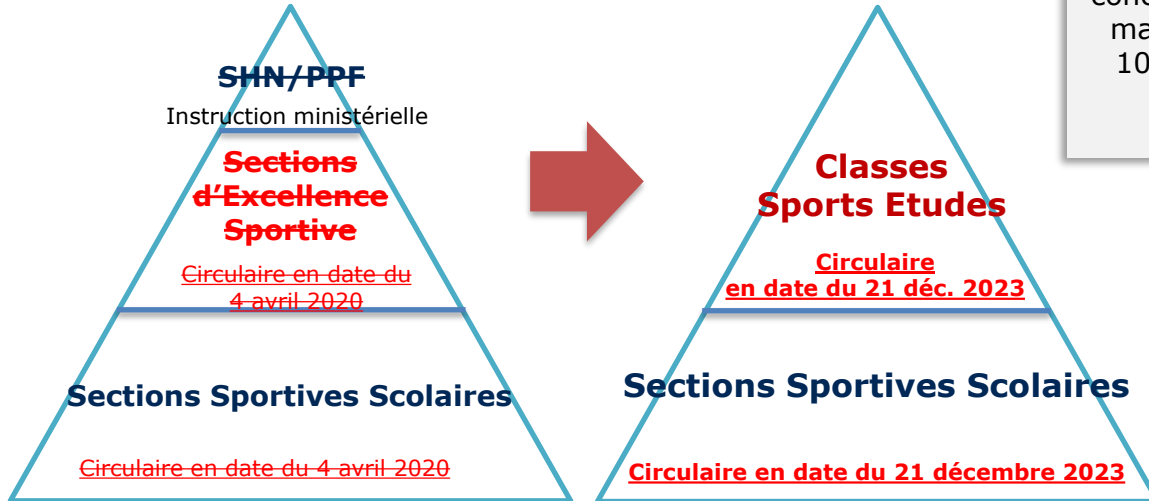 SHN/PPF
Instruction ministérielle
Sections
d'Excellence
Sportive
Circulaire en date du
4 avril 2020
Sections Sportives Scolaires
Circulaire en date du 4 avril 2020
Classes
Sports Etudes
Circulaire
en date du 21 déc. 2023
Sections Sportives Scolaires
Circulaire en date du 21 décembre 2023
10